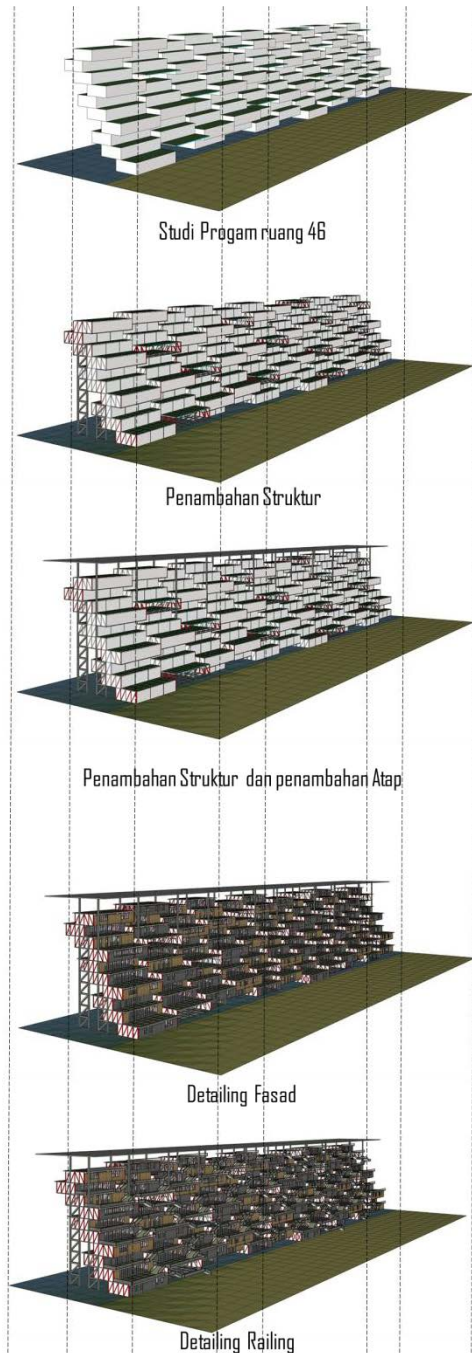 Studi Progam ruang 46
Penambahan Struktur
Penambahan Struktur dan penambahan Atap
Detailing Fasad
Detailing Railing